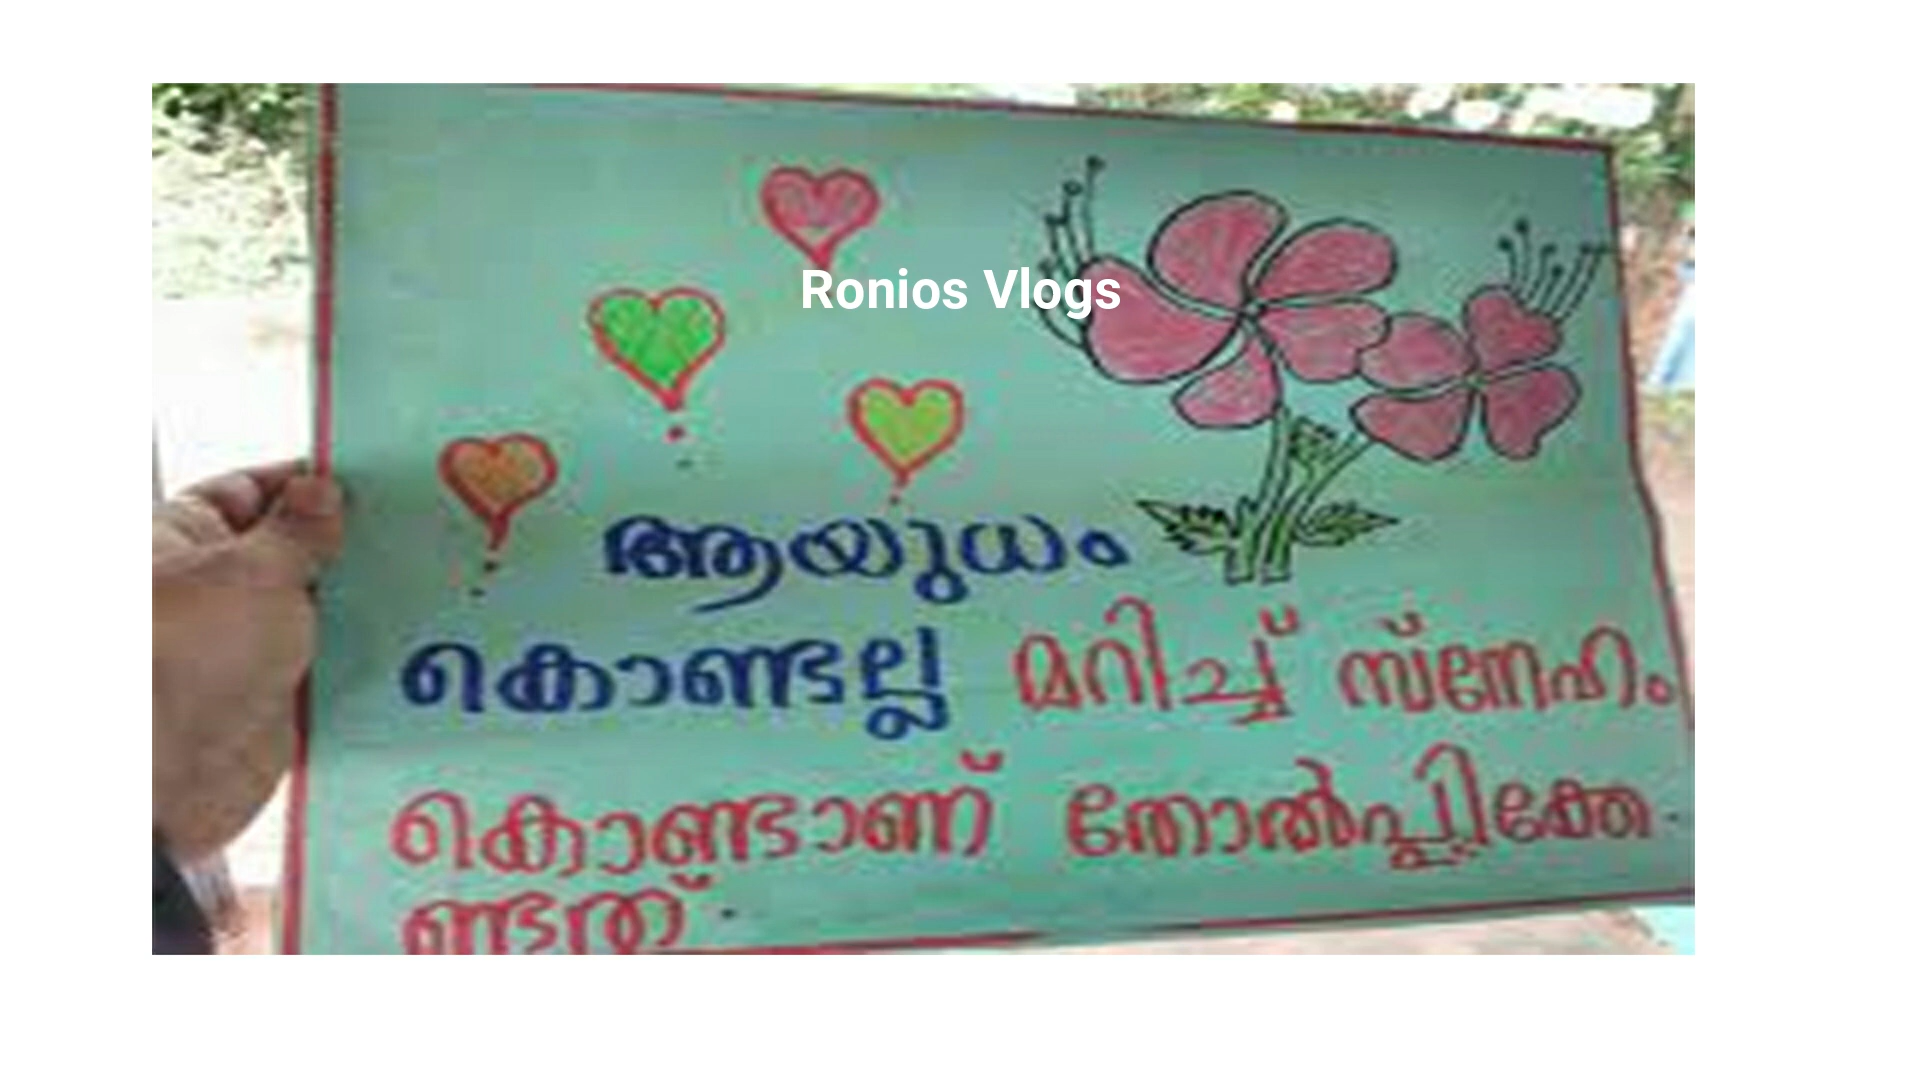 Ronios Vlogs
ആയുധം
കൊണ്ടല്ല മറിച്ച് സ്നേഹം
കൊണ്ടാണ് തോൽപ്പിക്കേ
ണ്ടത്.